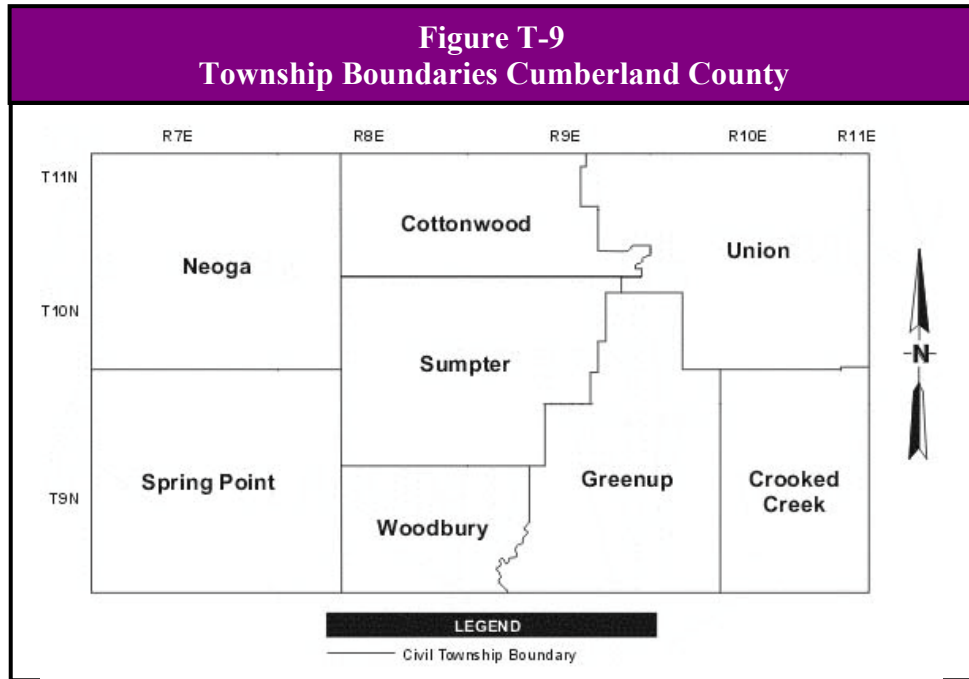 Figure T-9
Township Boundaries Cumberland County
R7E R8E R9E R10E R11E
T11N
Cottonwood
Neoga
Union
T10N
N
Sumpter
Spring Point
Greenup
Crooked
Creek
T9N
Woodbury
LEGEND
Civil Township Boundary